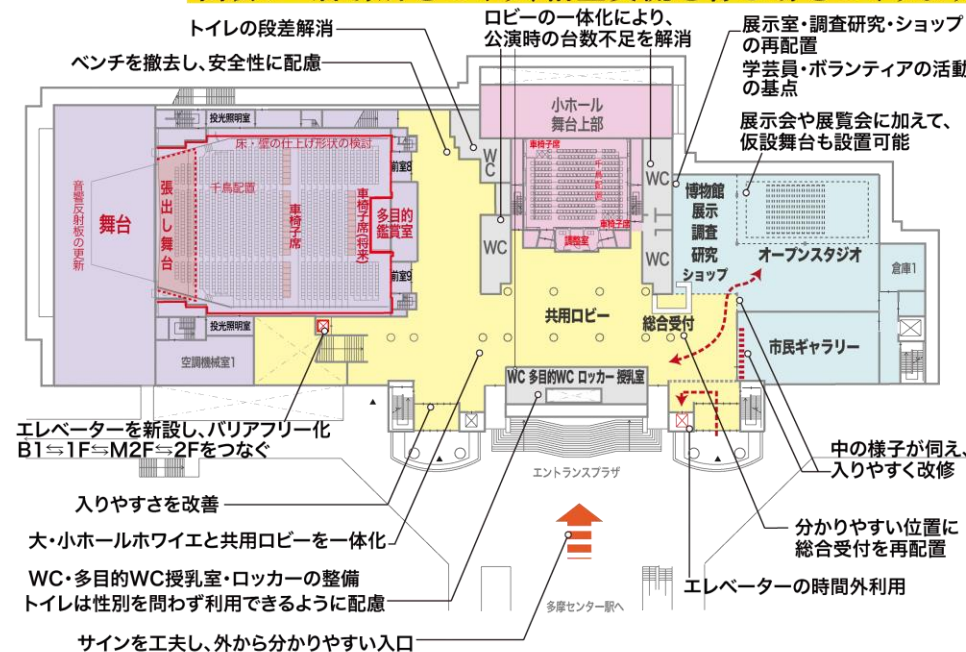 トイレの段差解消
ロビーの一体化により、
公演時の台数不足を解消
展示室・調査研究・ショップ
の再配置
学芸員・ボランティアの活動
の基点
ベンチを撤去し、安全性に配慮
展示会や展覧会に加えて、
仮設舞台も設置可能
投光照明室
床・壁の仕上げ形状の検討
小ホール
舞台上部
車椅子席
千鳥配置
車椅子席
調整室
WC
WC
WC
WC
前室8
音響反射板の更新
舞台
張出し舞台
千鳥配置
車椅子席
車椅子席(将来)
多目的
鑑賞室
前室9
博物館
展示
調査
研究
ショップ
オープンスタジオ
倉庫1
投光照明室
空調機械室1
共用ロビー
総合受付
市民ギャラリー
WC 多目的WC ロッカー 授乳室
エレベーターを新設し、バリアフリー化
B1⇆1F⇆M2F⇆2Fをつなぐ
エントランスプラザ
中の様子が伺え、
入りやすく改修
入りやすさを改善
大・小ホールホワイエと共用ロビーを一体化
分かりやすい位置に
総合受付を再配置
WC・多目的WC授乳室・ロッカーの整備
トイレは性別を問わず利用できるように配慮
エレベーターの時間外利用
多摩センター駅へ
サインを工夫し、外から分かりやすい入口